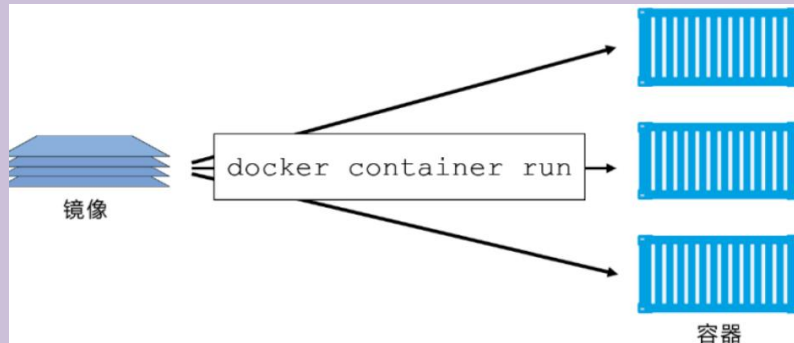 docker container run
镜像
容器